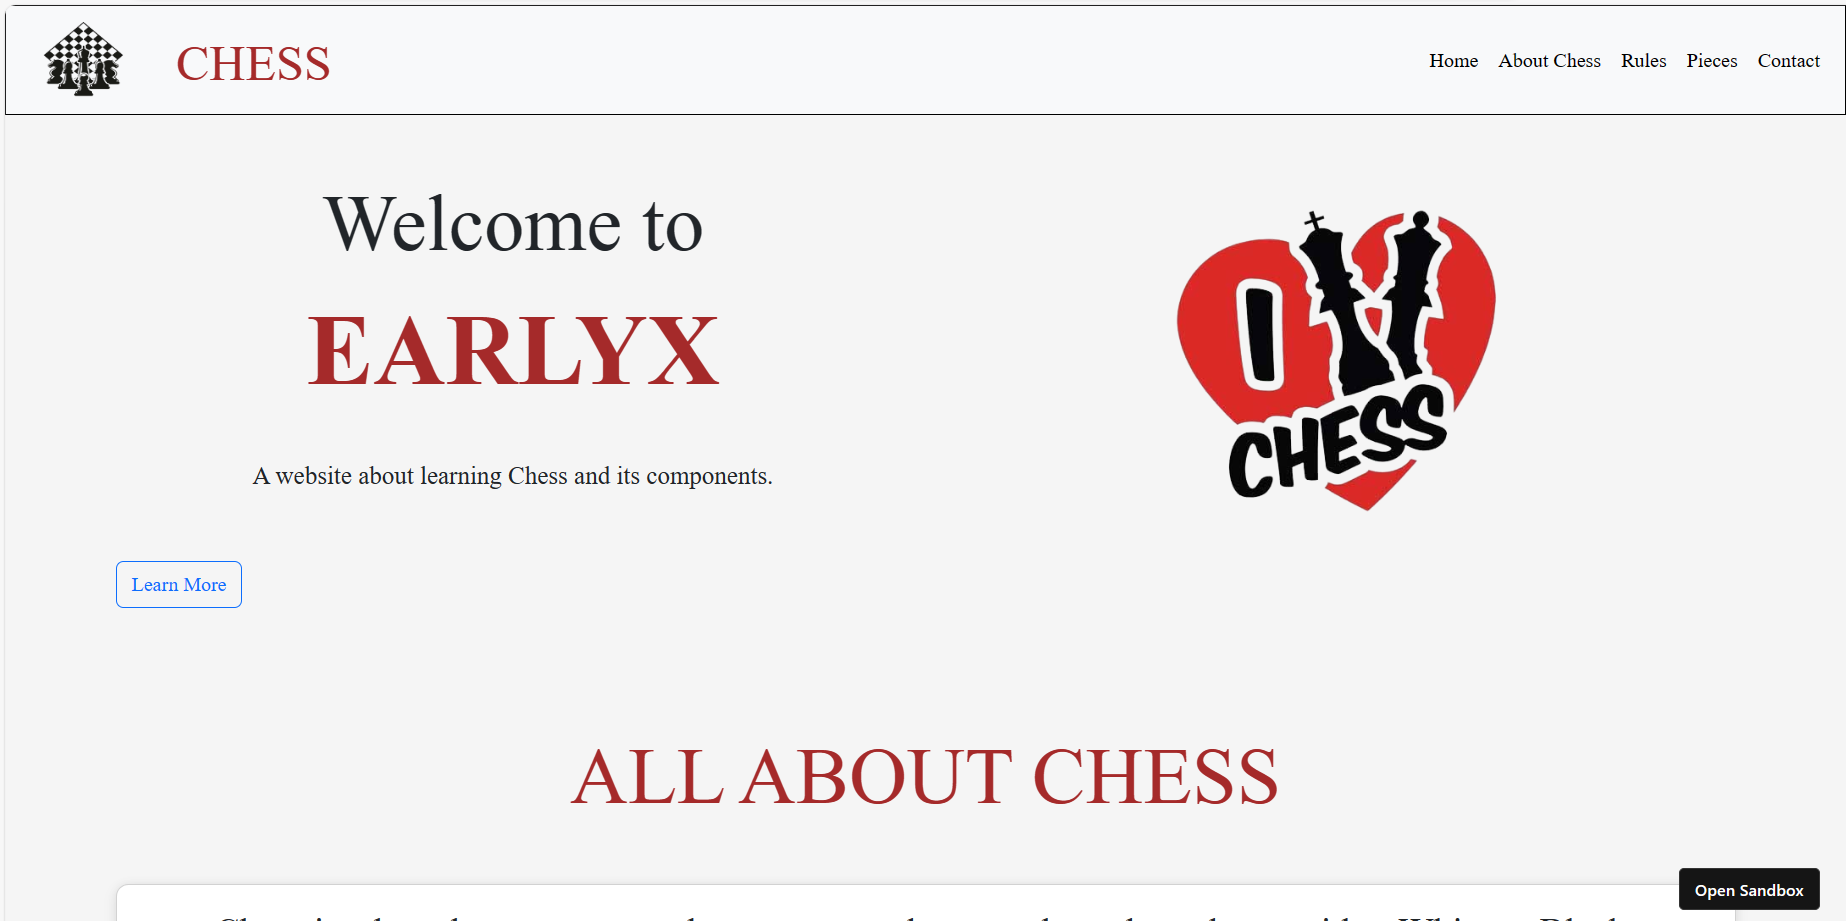 CHESS
Home About Chess Rules Pieces Contact
Welcome to
EARLYX
A website about learning Chess and its components.
Learn More
I
CHESS
ALL ABOUT CHESS
Open Sandbox